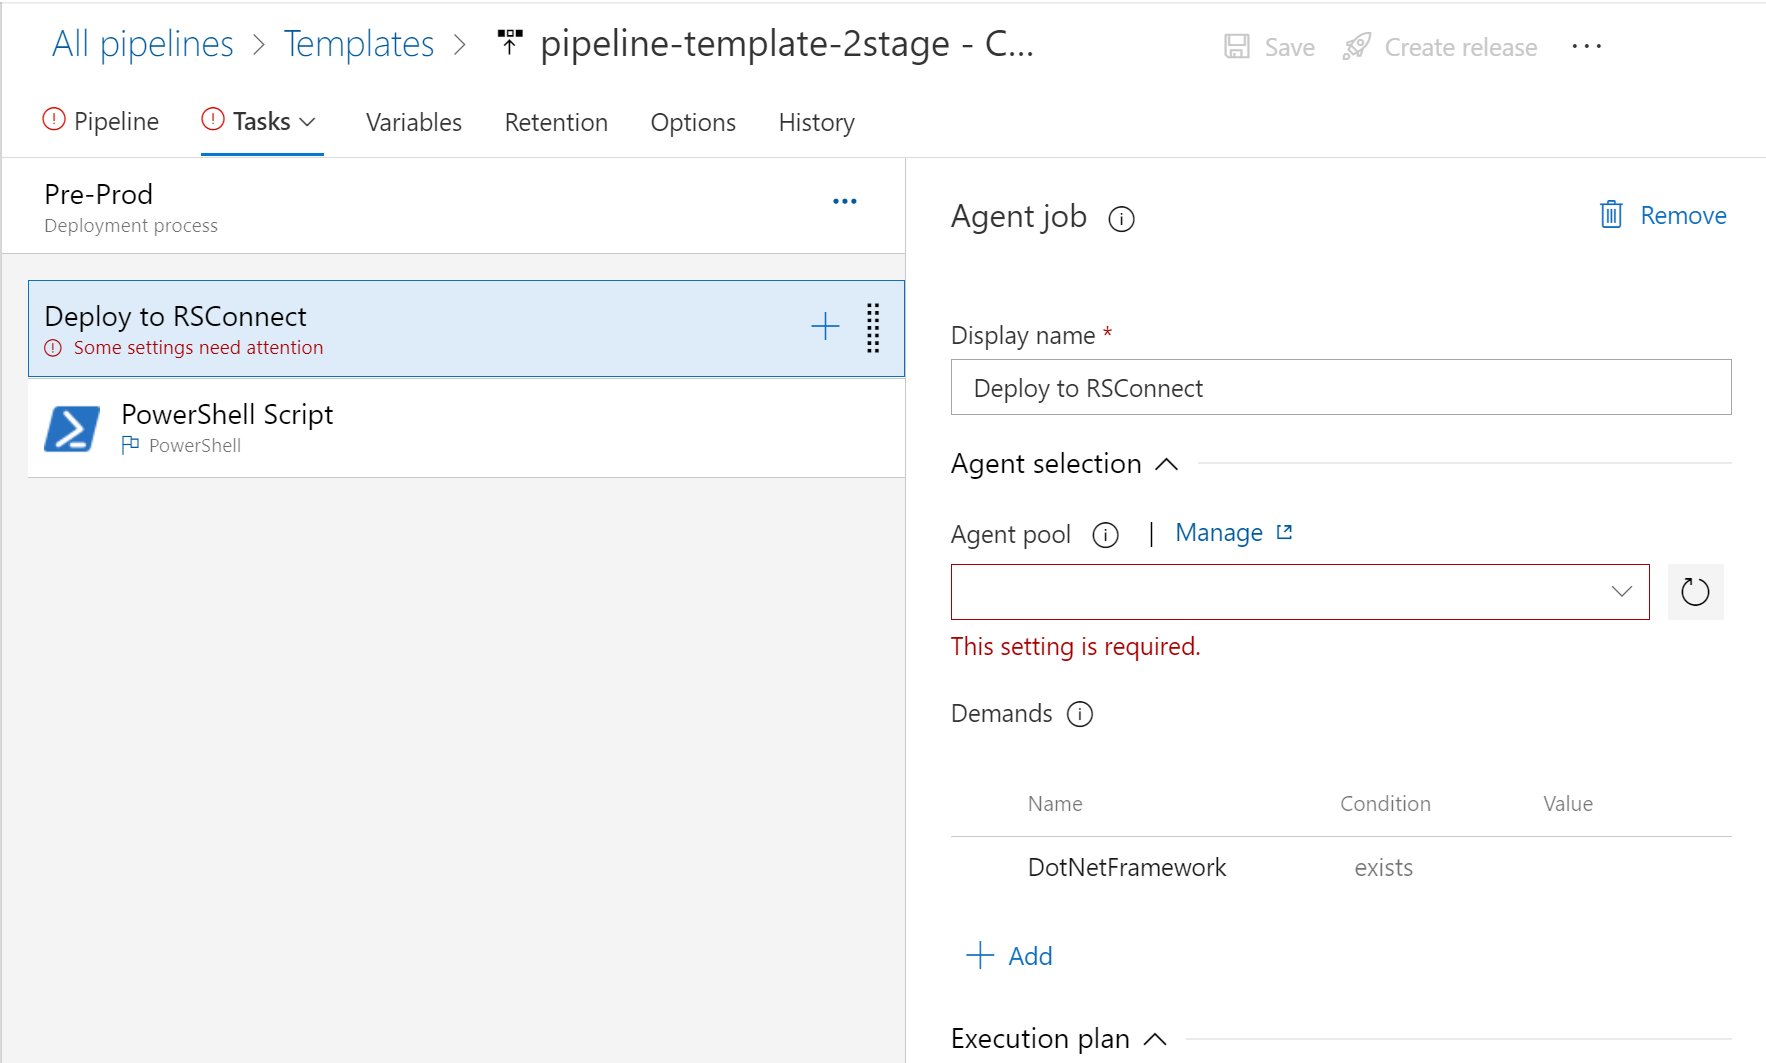 All pipelines > Templates > pipeline-template-2stage - C...
Save Create release ...
Pipeline Tasks Variables Retention Options History
Pre-Prod
Deployment process
Deploy to RSConnect
Some settings need attention
PowerShell Script
PowerShell
Agent job
Remove
Display name *
Deploy to RSConnect
Agent selection
Agent pool | Manage
This setting is required.
Demands
Name Condition Value
DotNetFramework exists
+ Add
Execution plan